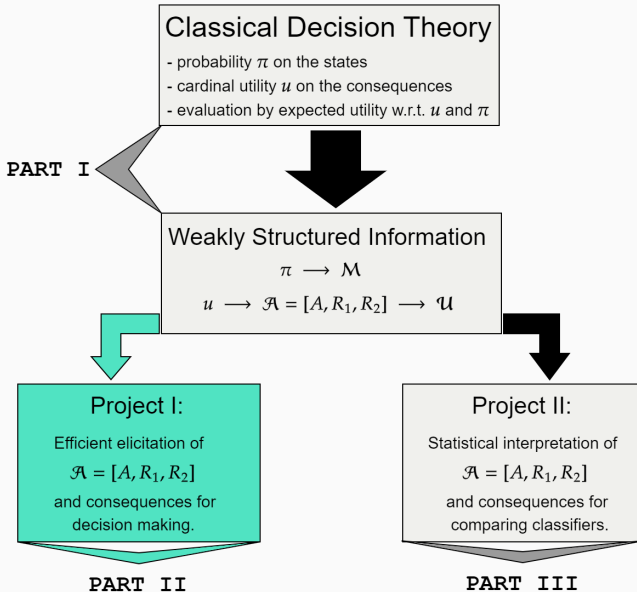 Classical Decision Theory
- probability π on the states
- cardinal utility u on the consequences
- evaluation by expected utility w.r.t. u and π
PART I
Weakly Structured Information
π ⟶ ℳ
u ⟶ 𝒜 = [A, R₁, R₂] ⟶ 𝒰
Project I:
Efficient elicitation of
𝒜 = [A, R₁, R₂]
and consequences for
decision making.
PART II
Project II:
Statistical interpretation of
𝒜 = [A, R₁, R₂]
and consequences for
comparing classifiers.
PART III